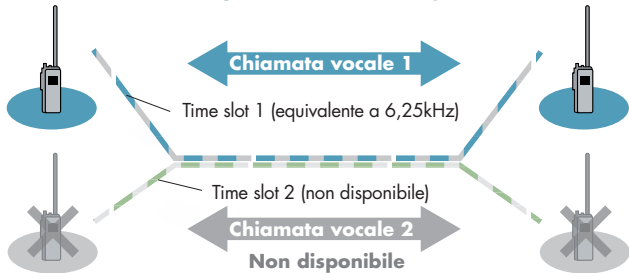 Chiamata vocale 1
Time slot 1 (equivalente a 6,25kHz)
Time slot 2 (non disponibile)
Chiamata vocale 2
Non disponibile